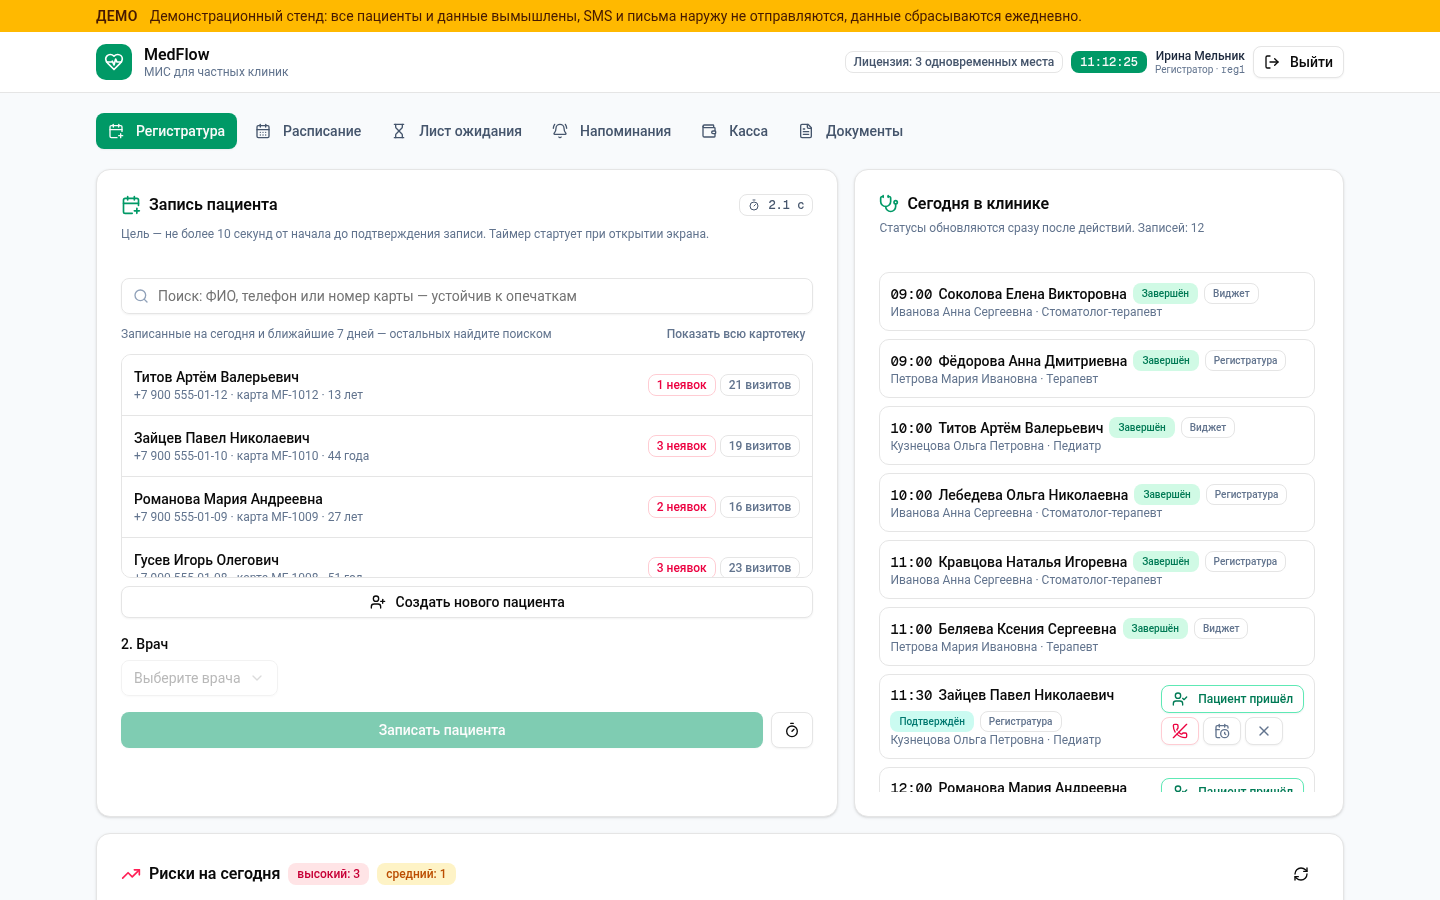 ДЕМО Демонстрационный стенд: все пациенты и данные вымышлены, SMS и письма наружу не отправляются, данные сбрасываются ежедневно.
MedFlow
МИС для частных клиник
Лицензия: 3 одновременных места
11:12:25
Ирина Мельник
Регистратор · reg1
Выйти
Регистратура
Расписание
Лист ожидания
Напоминания
Касса
Документы
Запись пациента
2.1 с
Цель — не более 10 секунд от начала до подтверждения записи. Таймер стартует при открытии экрана.
Поиск: ФИО, телефон или номер карты — устойчив к опечаткам
Записанные на сегодня и ближайшие 7 дней — остальных найдите поиском
Показать всю картотеку
Титов Артём Валерьевич
+7 900 555-01-12 · карта MF-1012 · 13 лет
1 неявок
21 визитов
Зайцев Павел Николаевич
+7 900 555-01-10 · карта MF-1010 · 44 года
3 неявок
19 визитов
Романова Мария Андреевна
+7 900 555-01-09 · карта MF-1009 · 27 лет
2 неявок
16 визитов
Гусев Игорь Олегович
+7 900 555-01-08 · карта MF-1008 · 51 год
3 неявок
23 визитов
Создать нового пациента
2. Врач
Выберите врача
Записать пациента
Сегодня в клинике
Статусы обновляются сразу после действий. Записей: 12
09:00 Соколова Елена Викторовна Завершён Виджет
Иванова Анна Сергеевна · Стоматолог-терапевт
09:00 Фёдорова Анна Дмитриевна Завершён Регистратура
Петрова Мария Ивановна · Терапевт
10:00 Титов Артём Валерьевич Завершён Виджет
Кузнецова Ольга Петровна · Педиатр
10:00 Лебедева Ольга Николаевна Завершён Регистратура
Иванова Анна Сергеевна · Стоматолог-терапевт
11:00 Кравцова Наталья Игоревна Завершён Регистратура
Иванова Анна Сергеевна · Стоматолог-терапевт
11:00 Беляева Ксения Сергеевна Завершён Виджет
Петрова Мария Ивановна · Терапевт
11:30 Зайцев Павел Николаевич
Пациент пришёл
Подтверждён Регистратура
Кузнецова Ольга Петровна · Педиатр
12:00 Романова Мария Андреевна
Пациент пришёл
Риски на сегодня
высокий: 3
средний: 1